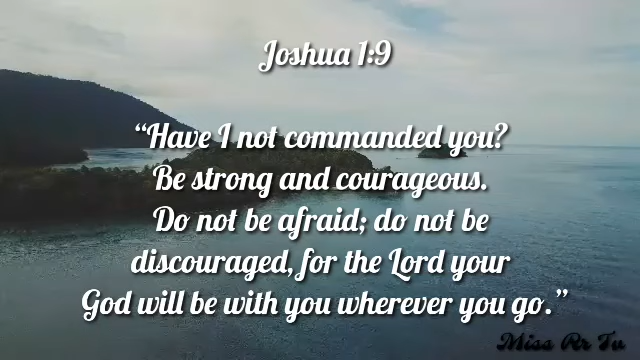 Joshua 1:9
“Have I not commanded you?
Be strong and courageous.
Do not be afraid; do not be
discouraged, for the Lord your
God will be with you wherever you go.”
Miss Rr Tv